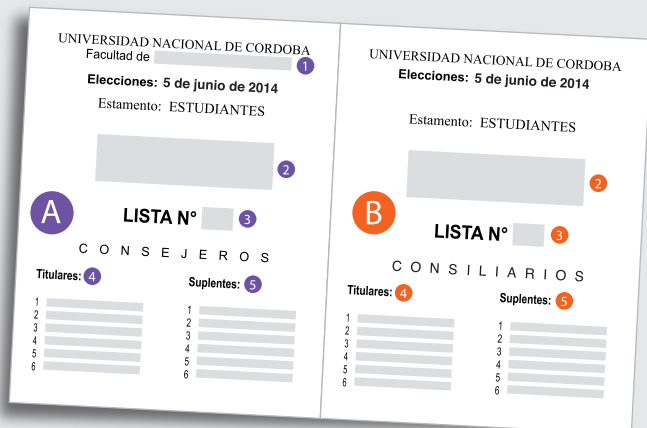 UNIVERSIDAD NACIONAL DE CORDOBA
Facultad de 1
Elecciones: 5 de junio de 2014
Estamento: ESTUDIANTES
2
A
LISTA N° 3
CONSEJEROS
Titulares: 4
Suplentes: 5
1
2
3
4
5
6
1
2
3
4
5
6
UNIVERSIDAD NACIONAL DE CORDOBA
Elecciones: 5 de junio de 2014
Estamento: ESTUDIANTES
2
B
LISTA N° 3
CONSILIARIOS
Titulares: 4
Suplentes: 5
1
2
3
4
5
6
1
2
3
4
5
6